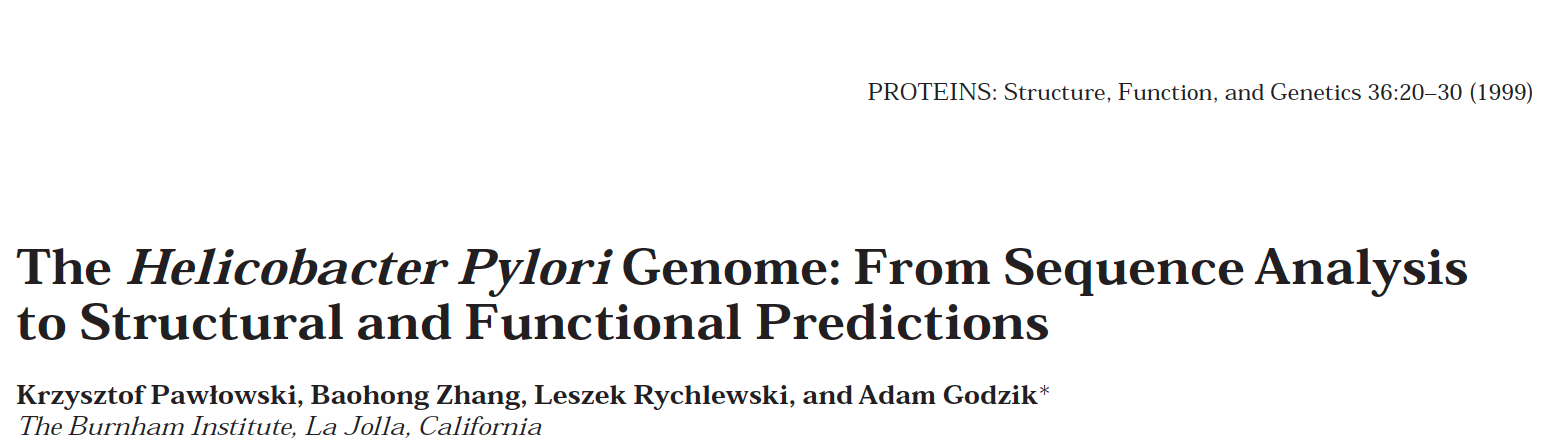 PROTEINS: Structure, Function, and Genetics 36:20–30 (1999)
The Helicobacter Pylori Genome: From Sequence Analysis
to Structural and Functional Predictions
Krzysztof Pawłowski, Baohong Zhang, Leszek Rychlewski, and Adam Godzik*
The Burnham Institute, La Jolla, California